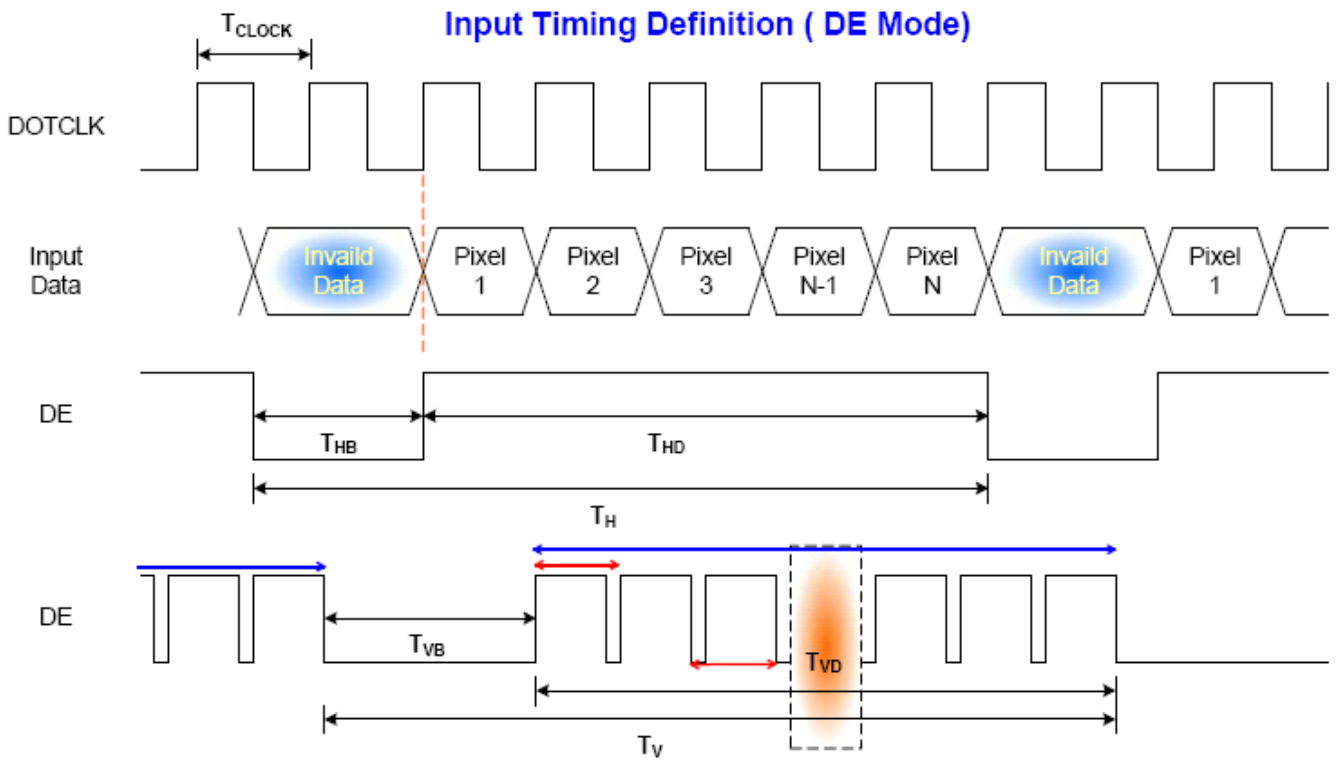 Input Timing Definition ( DE Mode)
TCLOCK
DOTCLK
Input
Data
Invaild
Data
Pixel
1
Pixel
2
Pixel
3
Pixel
N-1
Pixel
N
Invaild
Data
Pixel
1
DE
THB
THD
TH
DE
TVB
TVD
TV